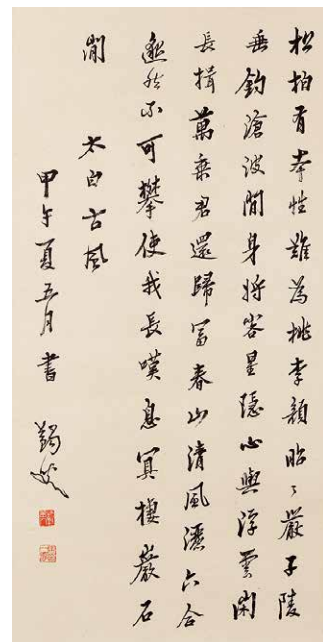 松柏有本性難為桃李顏昭〻嚴子陵
垂釣滄波間身將客星隱心與浮雲閑
長揖萬乘君還歸富春山清風灑六合
邈然不可攀使我長嘆息冥棲巖石
間
太白古風
甲午夏五月書